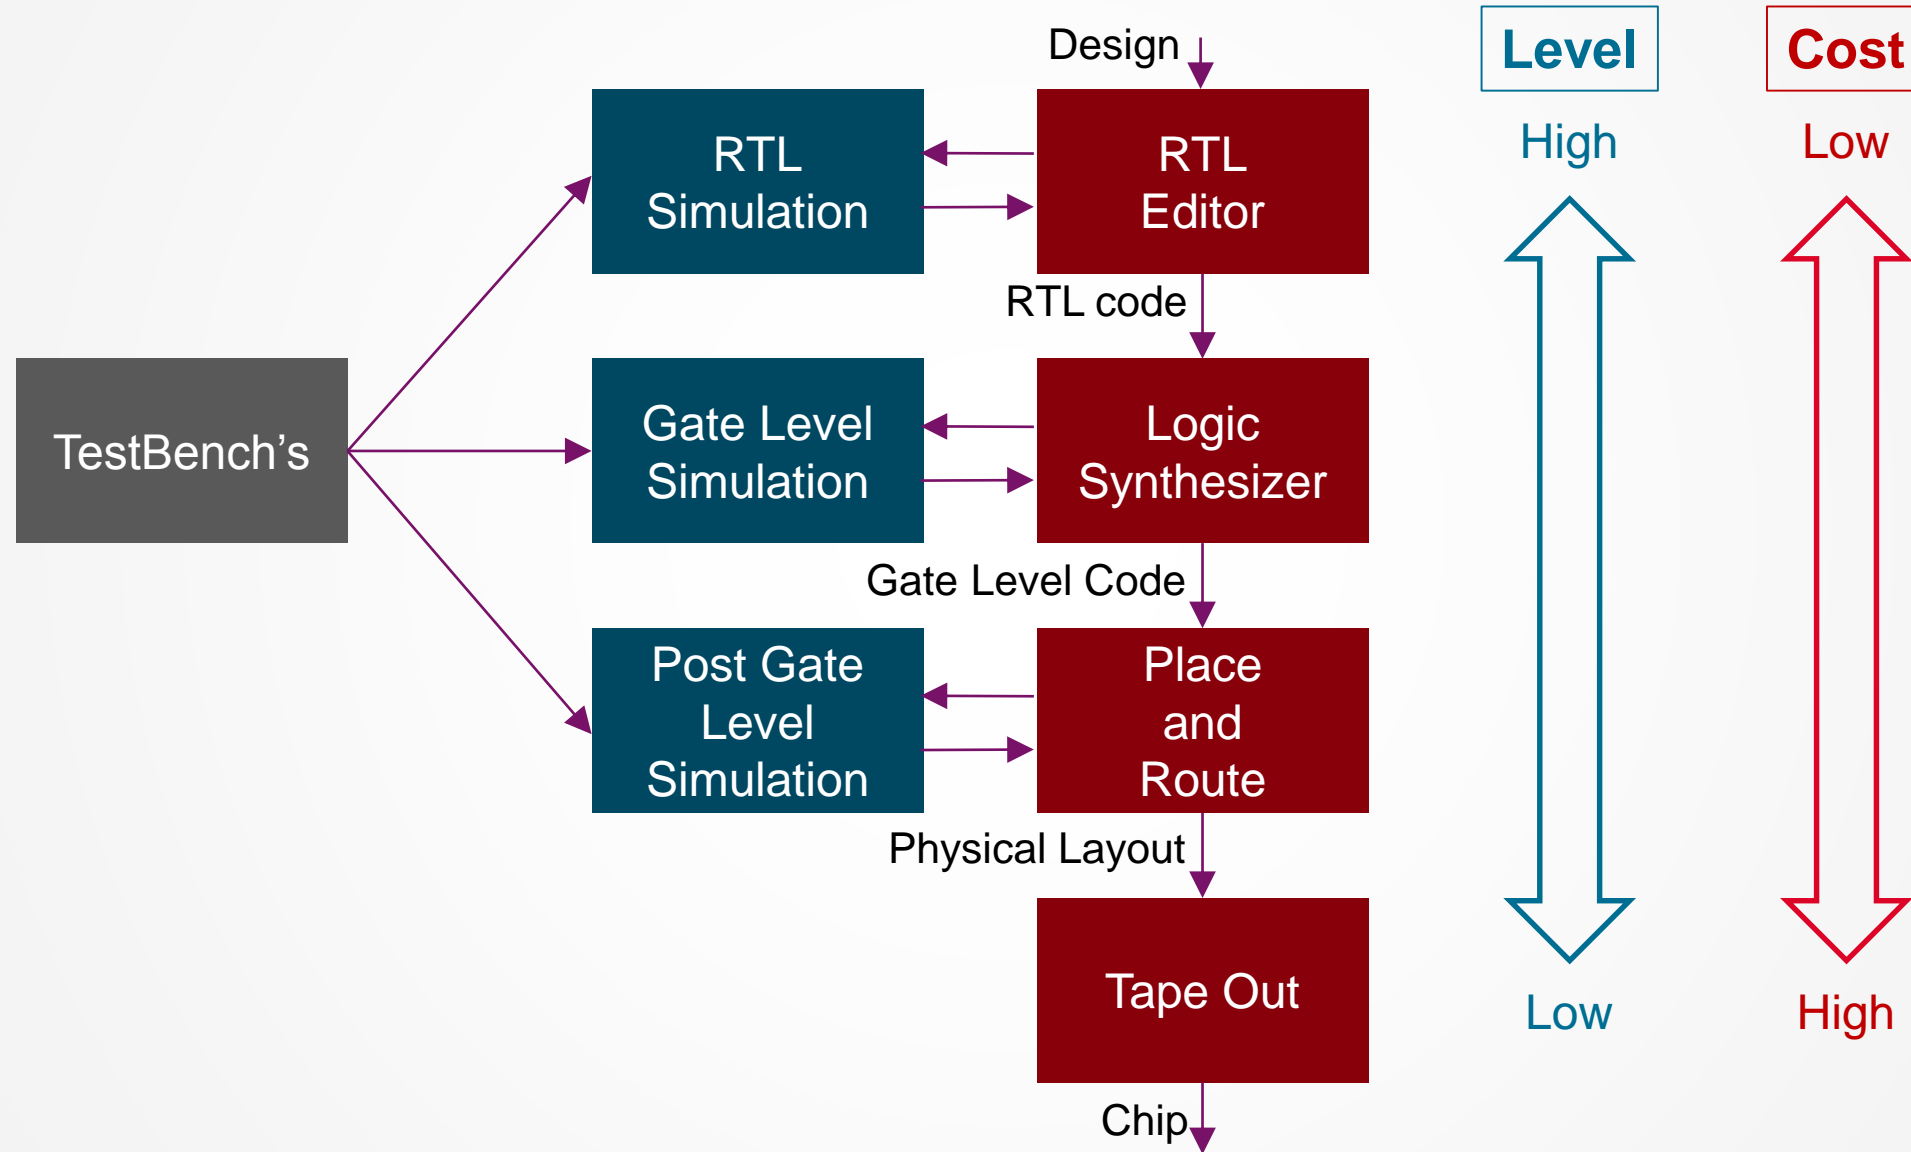 Design
Level
Cost
RTL
Simulation
RTL
Editor
High
Low
RTL code
TestBench’s
Gate Level
Simulation
Logic
Synthesizer
Gate Level Code
Post Gate
Level
Simulation
Place
and
Route
Physical Layout
Tape Out
Low
High
Chip